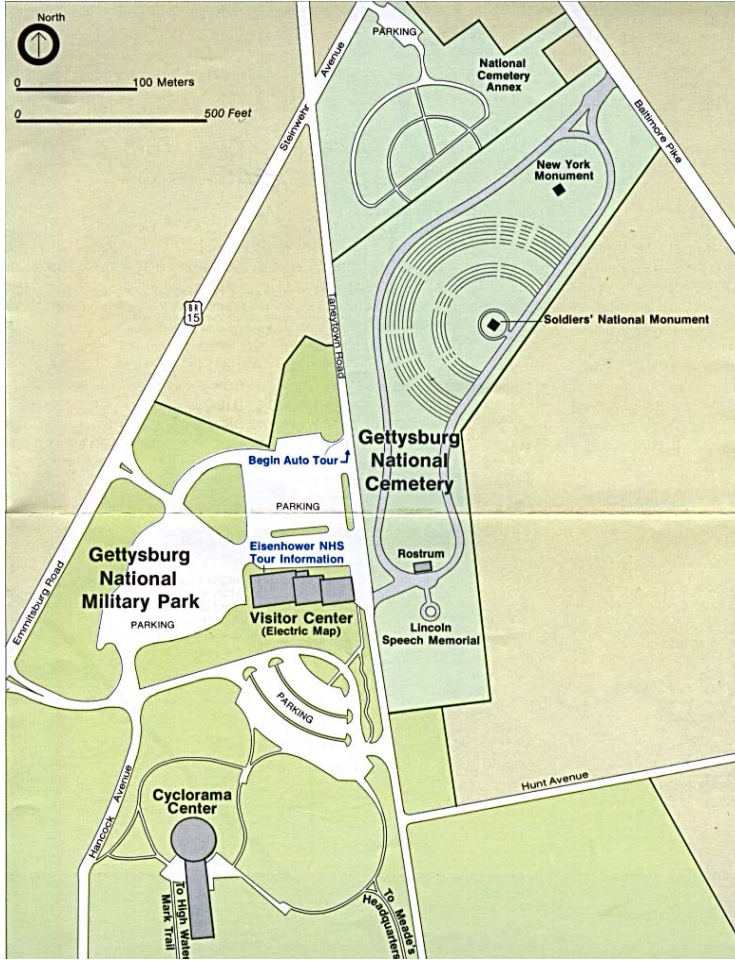 North
0 100 Meters
0 500 Feet
PARKING
National
Cemetery
Annex
Steinwehr Avenue
Baltimore Pike
New York
Monument
BR
15
Taneytown Road
Soldiers' National Monument
Gettysburg
National
Cemetery
Begin Auto Tour
PARKING
Eisenhower NHS
Tour Information
Gettysburg
National
Military Park
PARKING
Visitor Center
(Electric Map)
Rostrum
Lincoln
Speech Memorial
Emmitsburg Road
PARKING
Hunt Avenue
Hancock Avenue
Cyclorama
Center
To High Water
Mark Trail
To Meade's
Headquarters